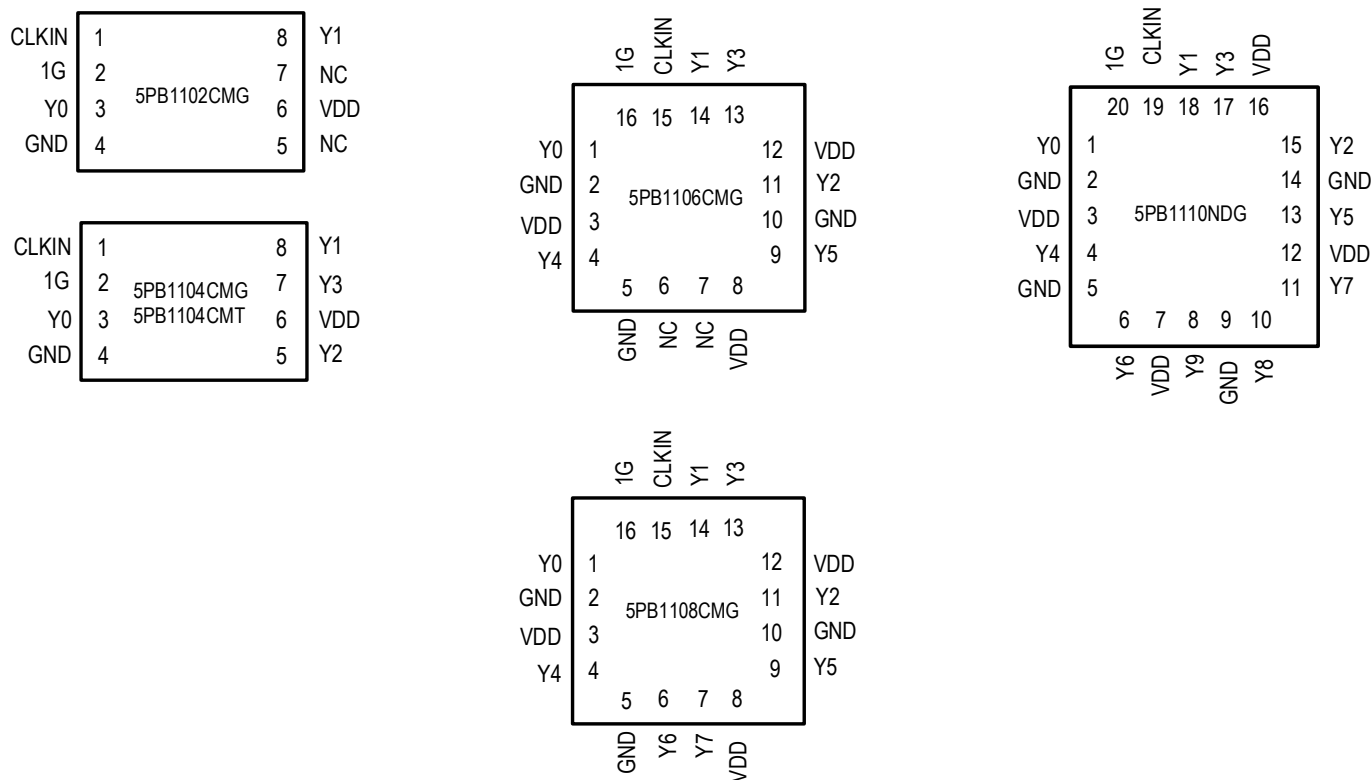 CLKIN 1 8 Y1
1G 2 7 NC
5PB1102CMG
Y0 3 6 VDD
GND 4 5 NC
CLKIN 1 8 Y1
1G 2 7 Y3
5PB1104CMG
5PB1104CMT
Y0 3 6 VDD
GND 4 5 Y2
1G CLKIN Y1 Y3
16 15 14 13
Y0 1 12 VDD
GND 2 11 Y2
5PB1106CMG
VDD 3 10 GND
Y4 4 9 Y5
5 6 7 8
GND NC NC VDD
1G CLKIN Y1 Y3 VDD
20 19 18 17 16
Y0 1 15 Y2
GND 2 14 GND
VDD 3 5PB1110NDG 13 Y5
Y4 4 12 VDD
GND 5 11 Y7
6 7 8 9 10
Y6 VDD Y9 GND Y8
1G CLKIN Y1 Y3
16 15 14 13
Y0 1 12 VDD
GND 2 11 Y2
5PB1108CMG
VDD 3 10 GND
Y4 4 9 Y5
5 6 7 8
GND Y6 Y7 VDD